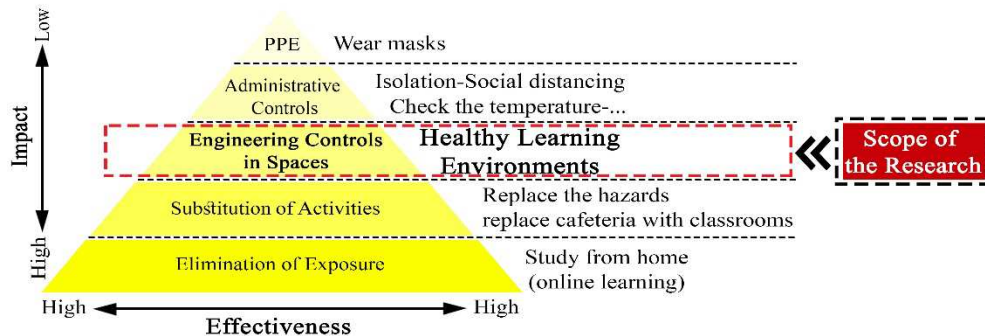 Low
Impact
High
PPE
Wear masks
Administrative
Controls
Isolation-Social distancing
Check the temperature-...
Engineering Controls
in Spaces
Healthy Learning
Environments
Scope of
the Research
Substitution of Activities
Replace the hazards
replace cafeteria with classrooms
Elimination of Exposure
Study from home
(online learning)
High
High
Effectiveness